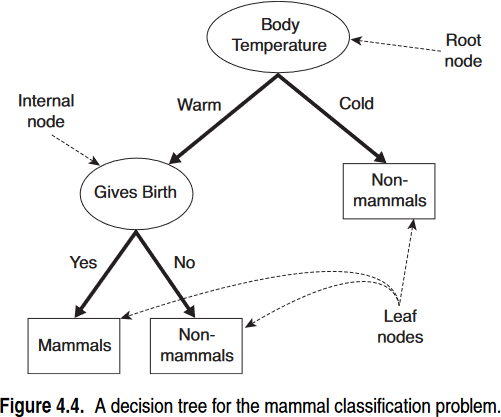 Body
Temperature
Root
node
Internal
node
Warm
Cold
Gives Birth
Non-
mammals
Yes
No
Mammals
Non-
mammals
Leaf
nodes
Figure 4.4. A decision tree for the mammal classification problem.